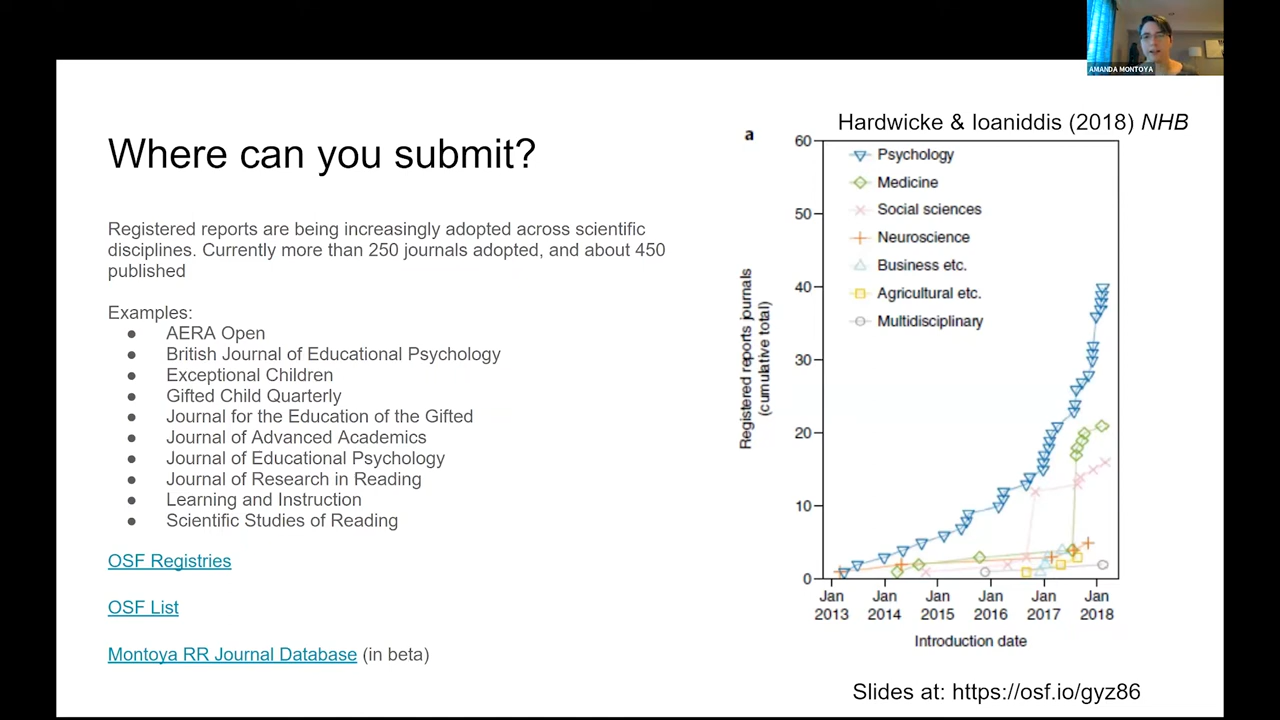 AMANDA MONTOYA
Where can you submit?
Registered reports are being increasingly adopted across scientific
disciplines. Currently more than 250 journals adopted, and about 450
published
Examples:
● AERA Open
● British Journal of Educational Psychology
● Exceptional Children
● Gifted Child Quarterly
● Journal for the Education of the Gifted
● Journal of Advanced Academics
● Journal of Educational Psychology
● Journal of Research in Reading
● Learning and Instruction
● Scientific Studies of Reading
OSF Registries
OSF List
Montoya RR Journal Database (in beta)
Hardwicke & Ioaniddis (2018) NHB
a
Psychology
Medicine
Social sciences
Neuroscience
Business etc.
Agricultural etc.
Multidisciplinary
Registered reports journals
(cumulative total)
60
50
40
30
20
10
0
Jan Jan Jan Jan Jan Jan
2013 2014 2015 2016 2017 2018
Introduction date
Slides at: https://osf.io/gyz86